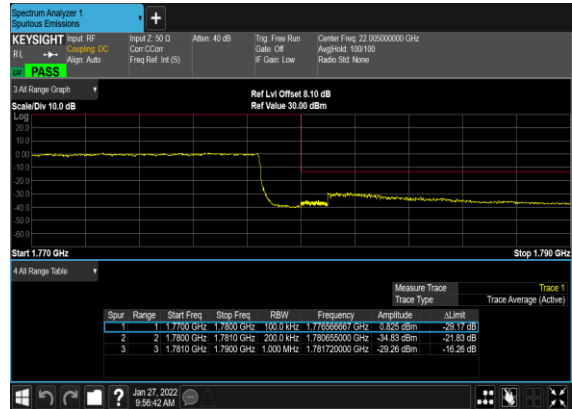 Spectrum Analyzer 1
Spurious Emissions
KEYSIGHT Input: RF Input Z: 50 Ω Atten: 40 dB Trig: Free Run Center Freq: 22.005000000 GHz
RL Coupling: DC Corr CCorr Gate: Off Avg|Hold: 100/100
Align: Auto Freq Ref: Int (S) IF Gain: Low Radio Std: None
LW PASS
3 All Range Graph
Ref Lvl Offset 8.10 dB
Scale/Div 10.0 dB Ref Value 30.00 dBm
Log
20.0
10.0
0.00
-10.0
-20.0
-30.0
-40.0
-50.0
-60.0
Start 1.770 GHz Stop 1.790 GHz
4 All Range Table
Measure Trace Trace 1
Trace Type Trace Average (Active)
Spur Range Start Freq Stop Freq RBW Frequency Amplitude ΔLimit
1 1 1.7700 GHz 1.7800 GHz 100.0 kHz 1.776566667 GHz 0.825 dBm -29.17 dB
2 2 1.7800 GHz 1.7810 GHz 200.0 kHz 1.780655000 GHz -34.83 dBm -21.83 dB
3 3 1.7810 GHz 1.7900 GHz 1.000 MHz 1.781720000 GHz -29.26 dBm -16.26 dB
Jan 27, 2022
9:56:42 AM